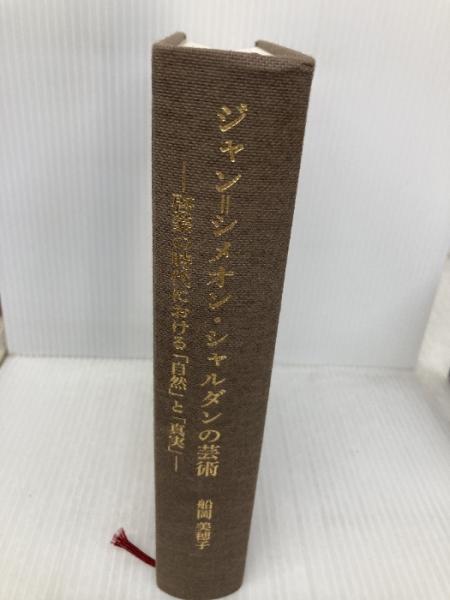 ジャン=シメオン・シャルダンの芸術
―啓蒙の時代における「自然」と「真実」―
船岡 美穂子